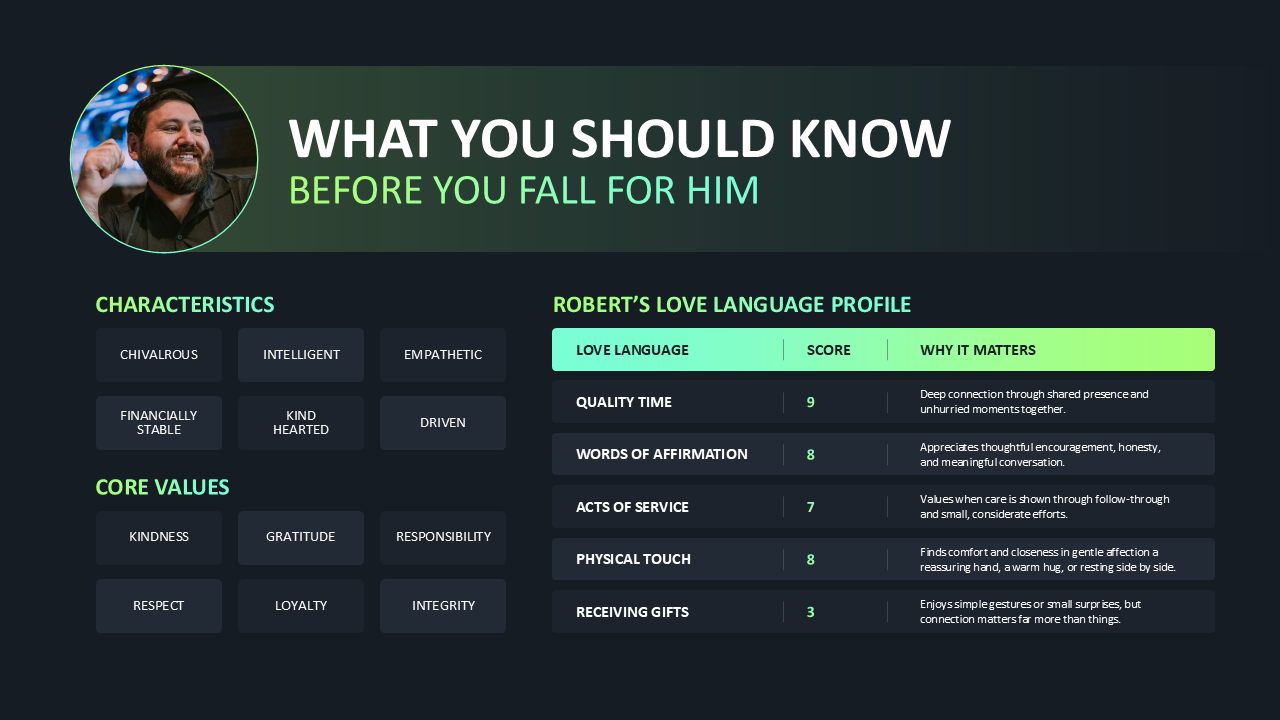 WHAT YOU SHOULD KNOW
BEFORE YOU FALL FOR HIM
CHARACTERISTICS
CHIVALROUS
INTELLIGENT
EMPATHETIC
FINANCIALLY
STABLE
KIND
HEARTED
DRIVEN
CORE VALUES
KINDNESS
GRATITUDE
RESPONSIBILITY
RESPECT
LOYALTY
INTEGRITY
ROBERT’S LOVE LANGUAGE PROFILE
LOVE LANGUAGE SCORE WHY IT MATTERS
QUALITY TIME 9 Deep connection through shared presence and
unhurried moments together.
WORDS OF AFFIRMATION 8 Appreciates thoughtful encouragement, honesty,
and meaningful conversation.
ACTS OF SERVICE 7 Values when care is shown through follow-through
and small, considerate efforts.
PHYSICAL TOUCH 8 Finds comfort and closeness in gentle affection a
reassuring hand, a warm hug, or resting side by side.
RECEIVING GIFTS 3 Enjoys simple gestures or small surprises, but
connection matters far more than things.